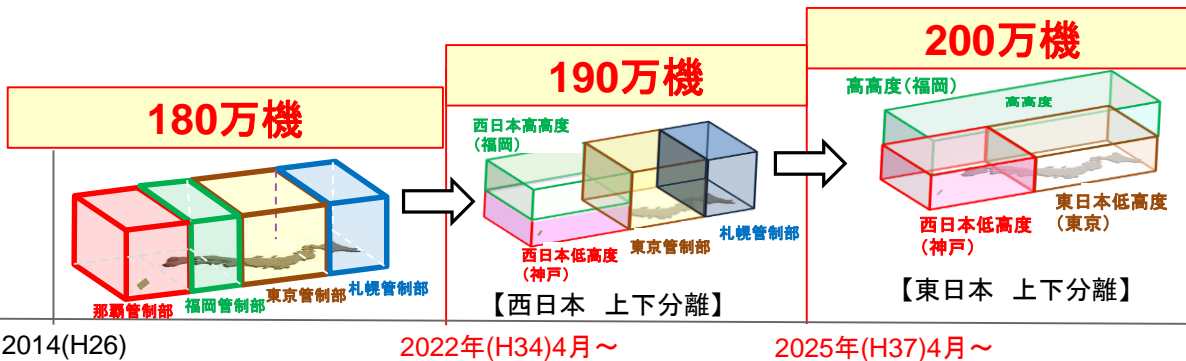 180万機
190万機
200万機
那覇管制部
福岡管制部
東京管制部
札幌管制部
西日本高高度
(福岡)
西日本低高度
(神戸)
東京管制部
札幌管制部
【西日本 上下分離】
高高度(福岡)
高高度
西日本低高度
(神戸)
東日本低高度
(東京)
【東日本 上下分離】
2014(H26)
2022年(H34)4月～
2025年(H37)4月～